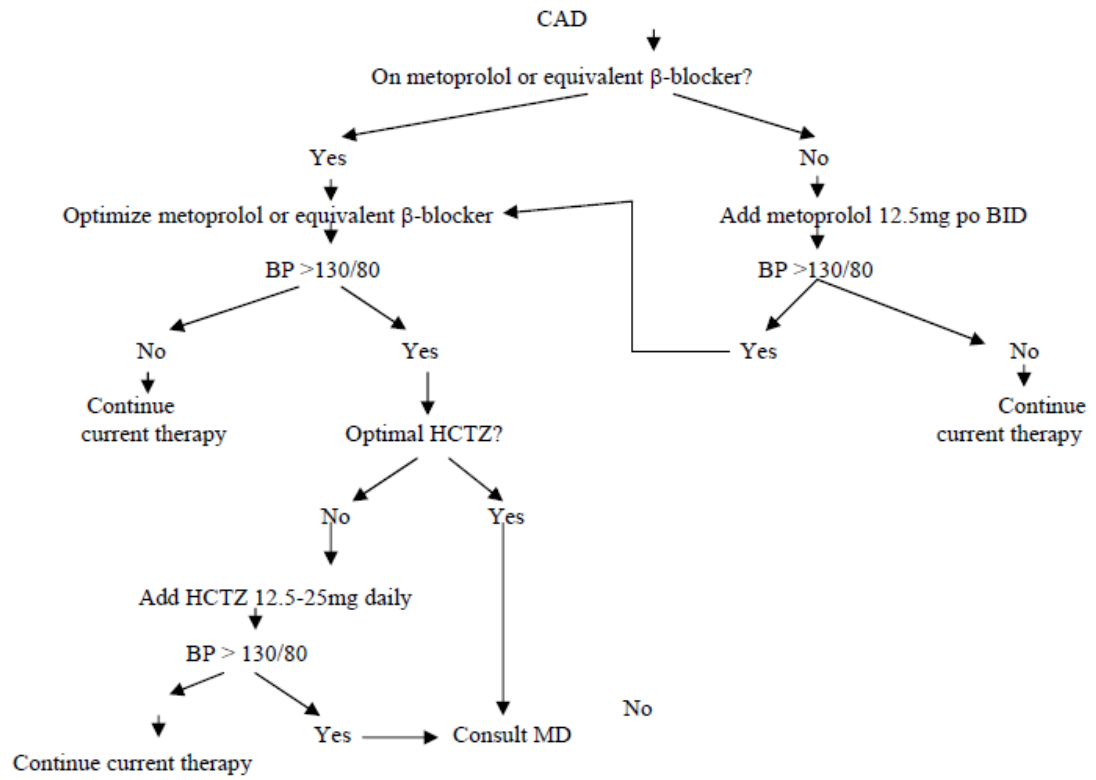 CAD
On metoprolol or equivalent β-blocker?
Yes
No
Optimize metoprolol or equivalent β-blocker
Add metoprolol 12.5mg po BID
BP >130/80
BP >130/80
No
Yes
Yes
No
Continue
current therapy
Optimal HCTZ?
Continue
current therapy
No
Yes
Add HCTZ 12.5-25mg daily
BP > 130/80
No
Yes
Consult MD
Continue current therapy